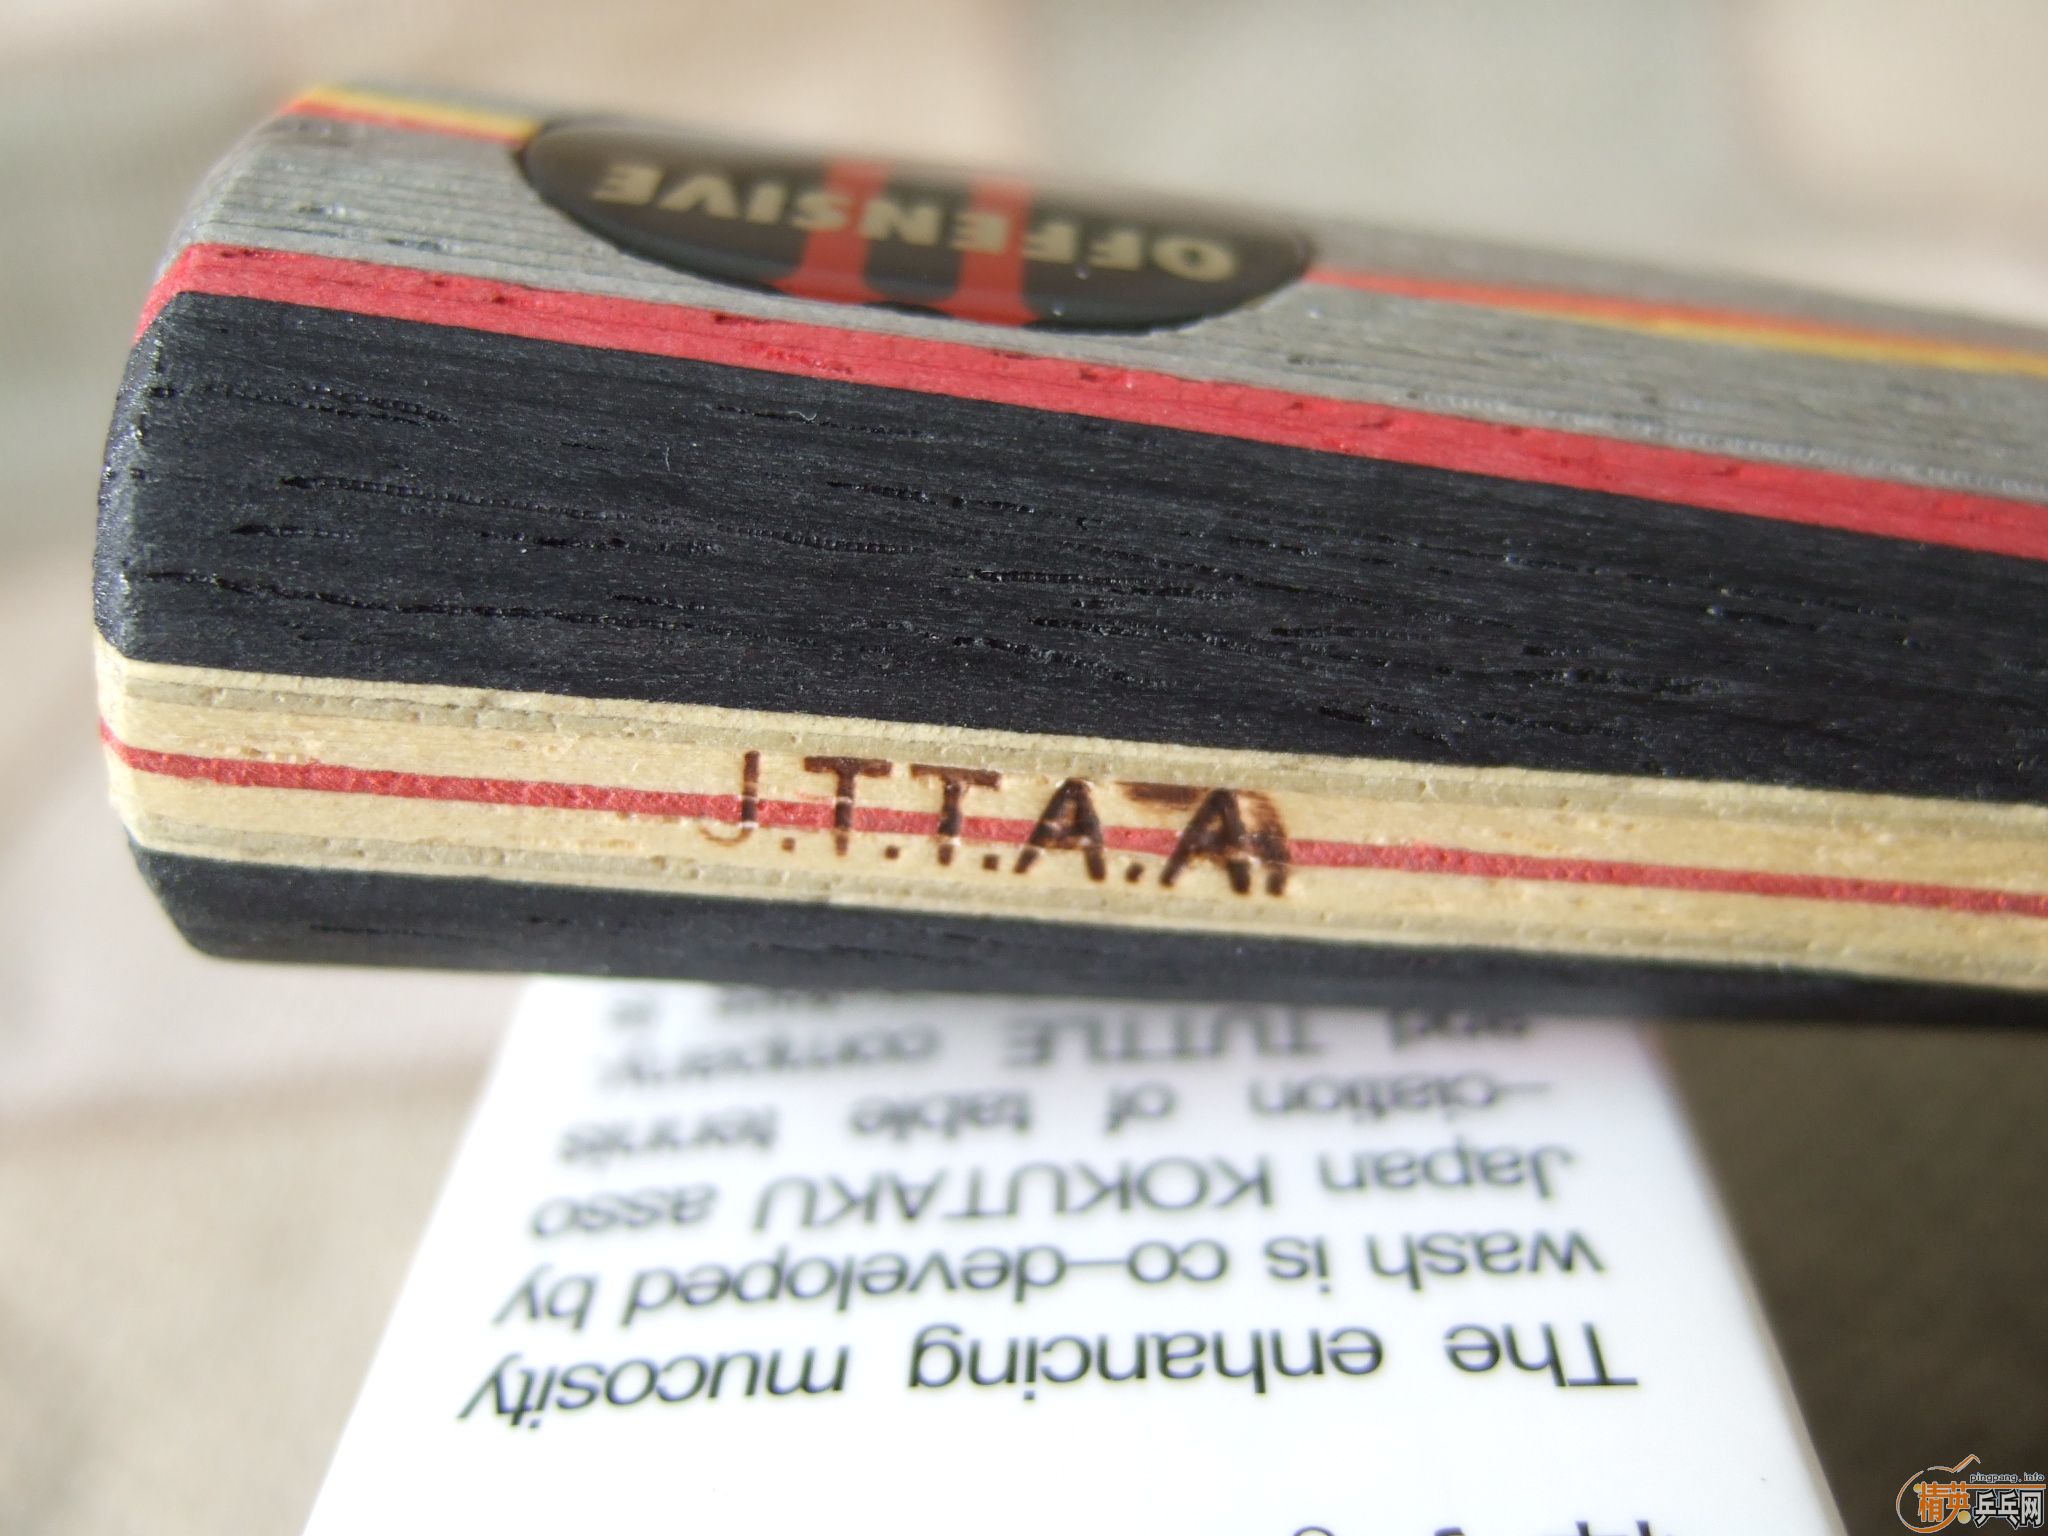 OFFENSIVE
J.T.T.A.A
The enhancing mucosity
wash is co-developed by
Japan KOKUTAKU asso
-ciation of table tennis
and TUTTLE company.
pingpang.info
精英乒乓网